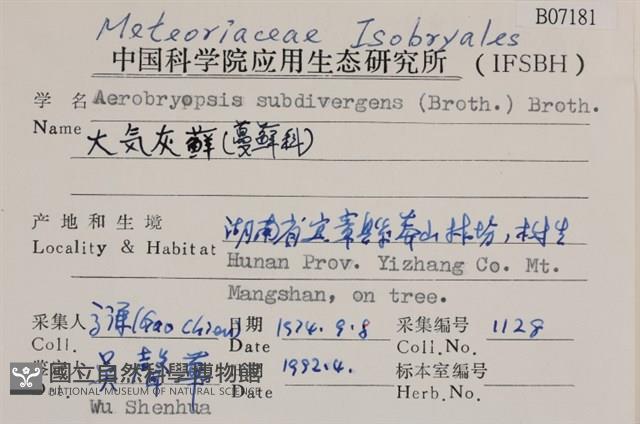 B07181
Meteoriaceae Isobryales
中国科学院应用生态研究所 (IFSBH)
学名 Aerobryopsis subdivergens (Broth.) Broth.
Name 大气灰藓(蔓藓科)
产地和生境 湖南省宜章縣莽山林场,树生
Locality & Habitat Hunan Prov. Yizhang Co. Mt.
Mangshan, on tree.
采集人 (Gao Chien) 日期 1974.9.8 采集编号 1128
Coll. Date Coll.No.
吴 1992.4. 标本室编号
國立自然科學博物館
Date Herb.No.
NATIONAL MUSEUM OF NATURAL SCIENCE
Wu Shenhua